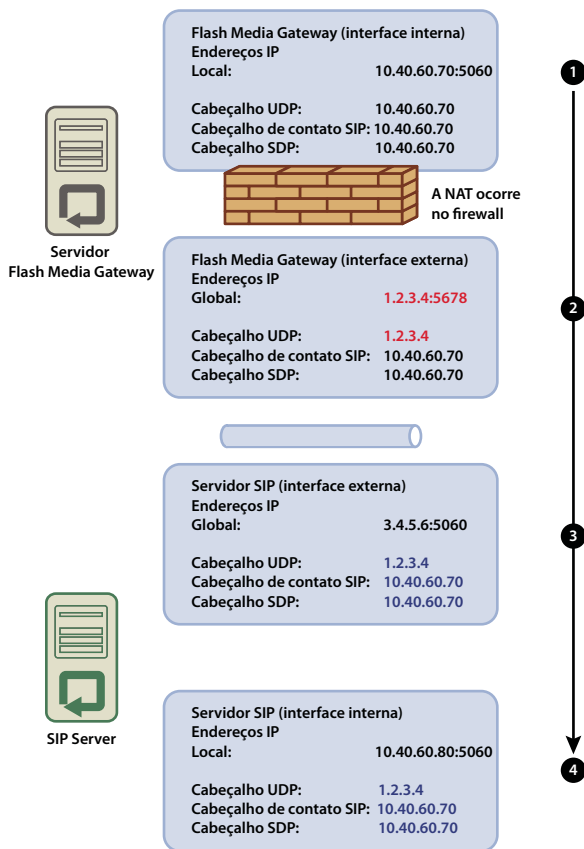 Flash Media Gateway (interface interna)
Endereços IP
Local: 10.40.60.70:5060
Cabeçalho UDP: 10.40.60.70
Cabeçalho de contato SIP: 10.40.60.70
Cabeçalho SDP: 10.40.60.70
1
A NAT ocorre
no firewall
Servidor
Flash Media Gateway
Flash Media Gateway (interface externa)
Endereços IP
Global: 1.2.3.4:5678
Cabeçalho UDP: 1.2.3.4
Cabeçalho de contato SIP: 10.40.60.70
Cabeçalho SDP: 10.40.60.70
2
Servidor SIP (interface externa)
Endereços IP
Global: 3.4.5.6:5060
Cabeçalho UDP: 1.2.3.4
Cabeçalho de contato SIP: 10.40.60.70
Cabeçalho SDP: 10.40.60.70
3
SIP Server
Servidor SIP (interface interna)
Endereços IP
Local: 10.40.60.80:5060
Cabeçalho UDP: 1.2.3.4
Cabeçalho de contato SIP: 10.40.60.70
Cabeçalho SDP: 10.40.60.70
4